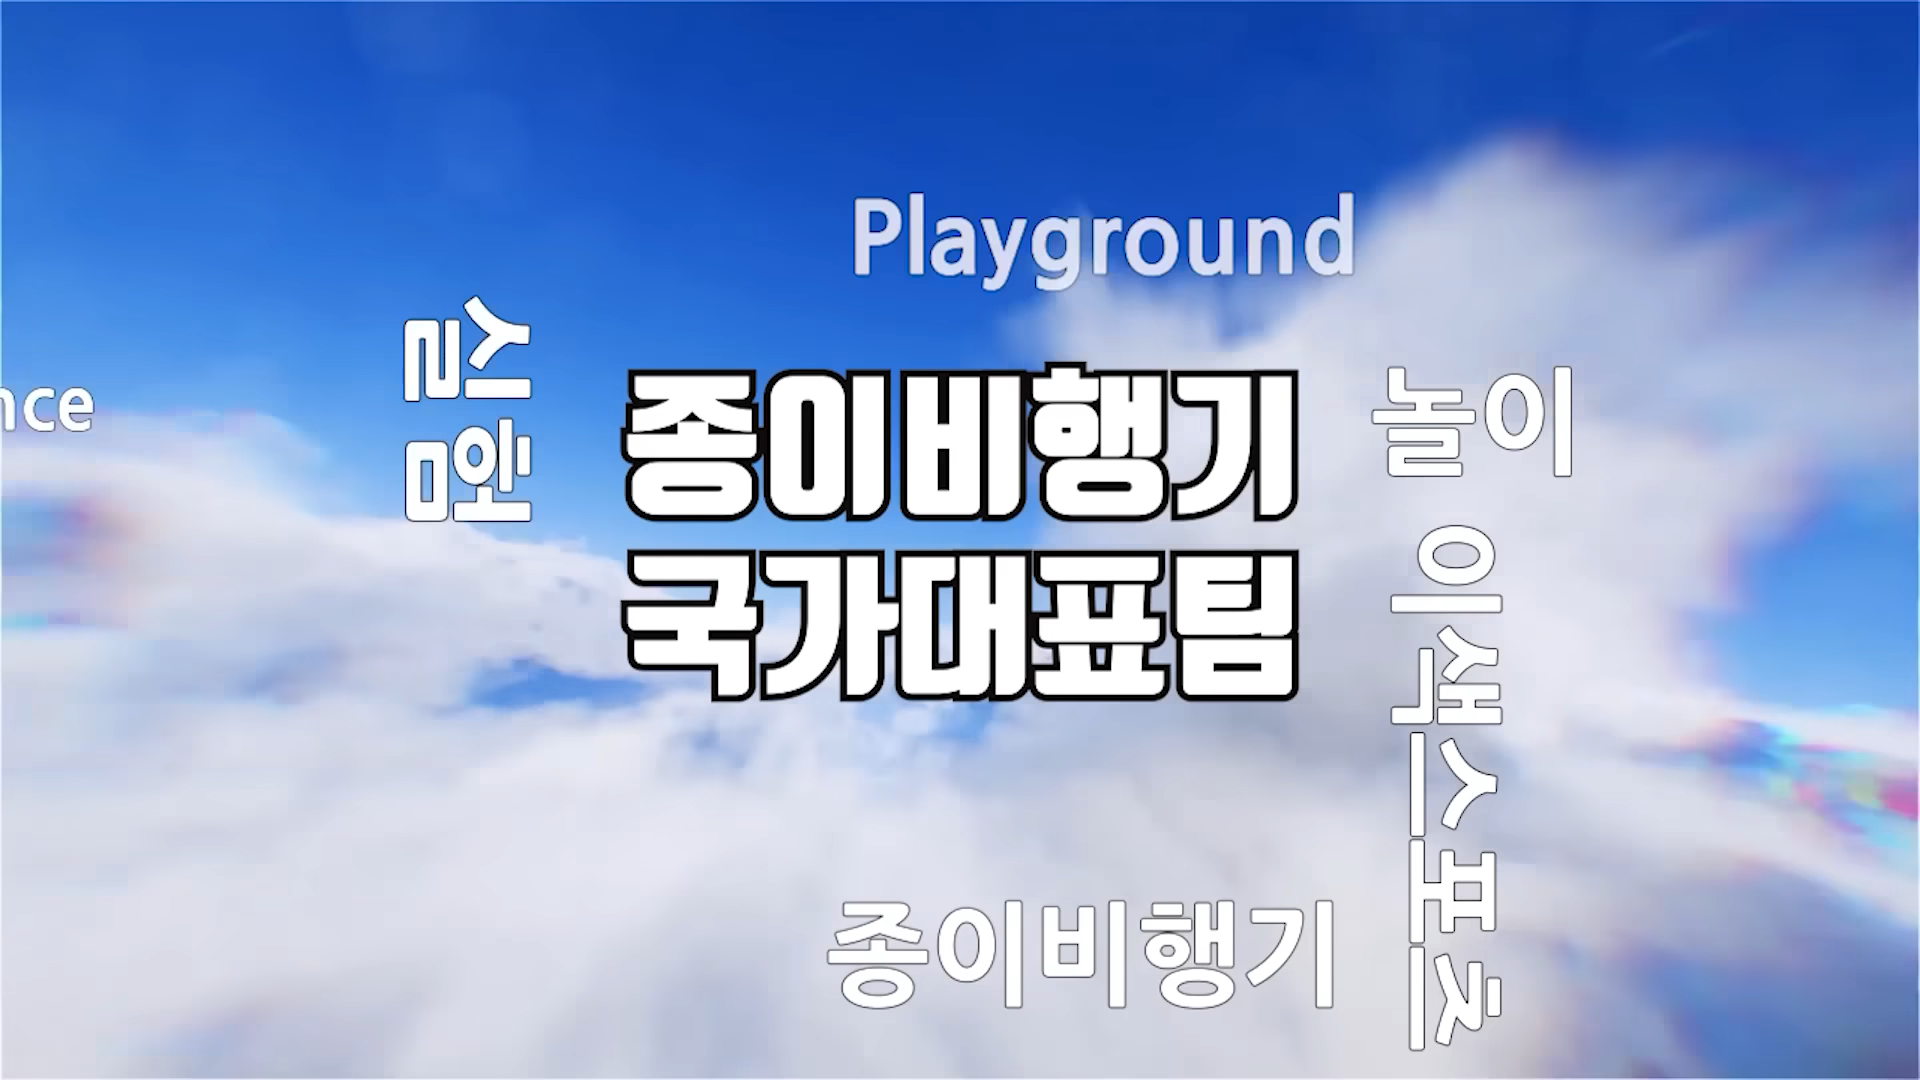 Playground
실험
종이비행기
국가대표팀
놀이
이색스포츠
종이비행기